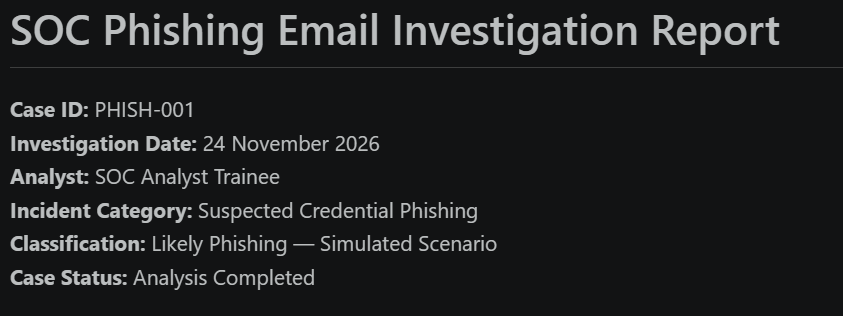 SOC Phishing Email Investigation Report
Case ID: PHISH-001
Investigation Date: 24 November 2026
Analyst: SOC Analyst Trainee
Incident Category: Suspected Credential Phishing
Classification: Likely Phishing — Simulated Scenario
Case Status: Analysis Completed